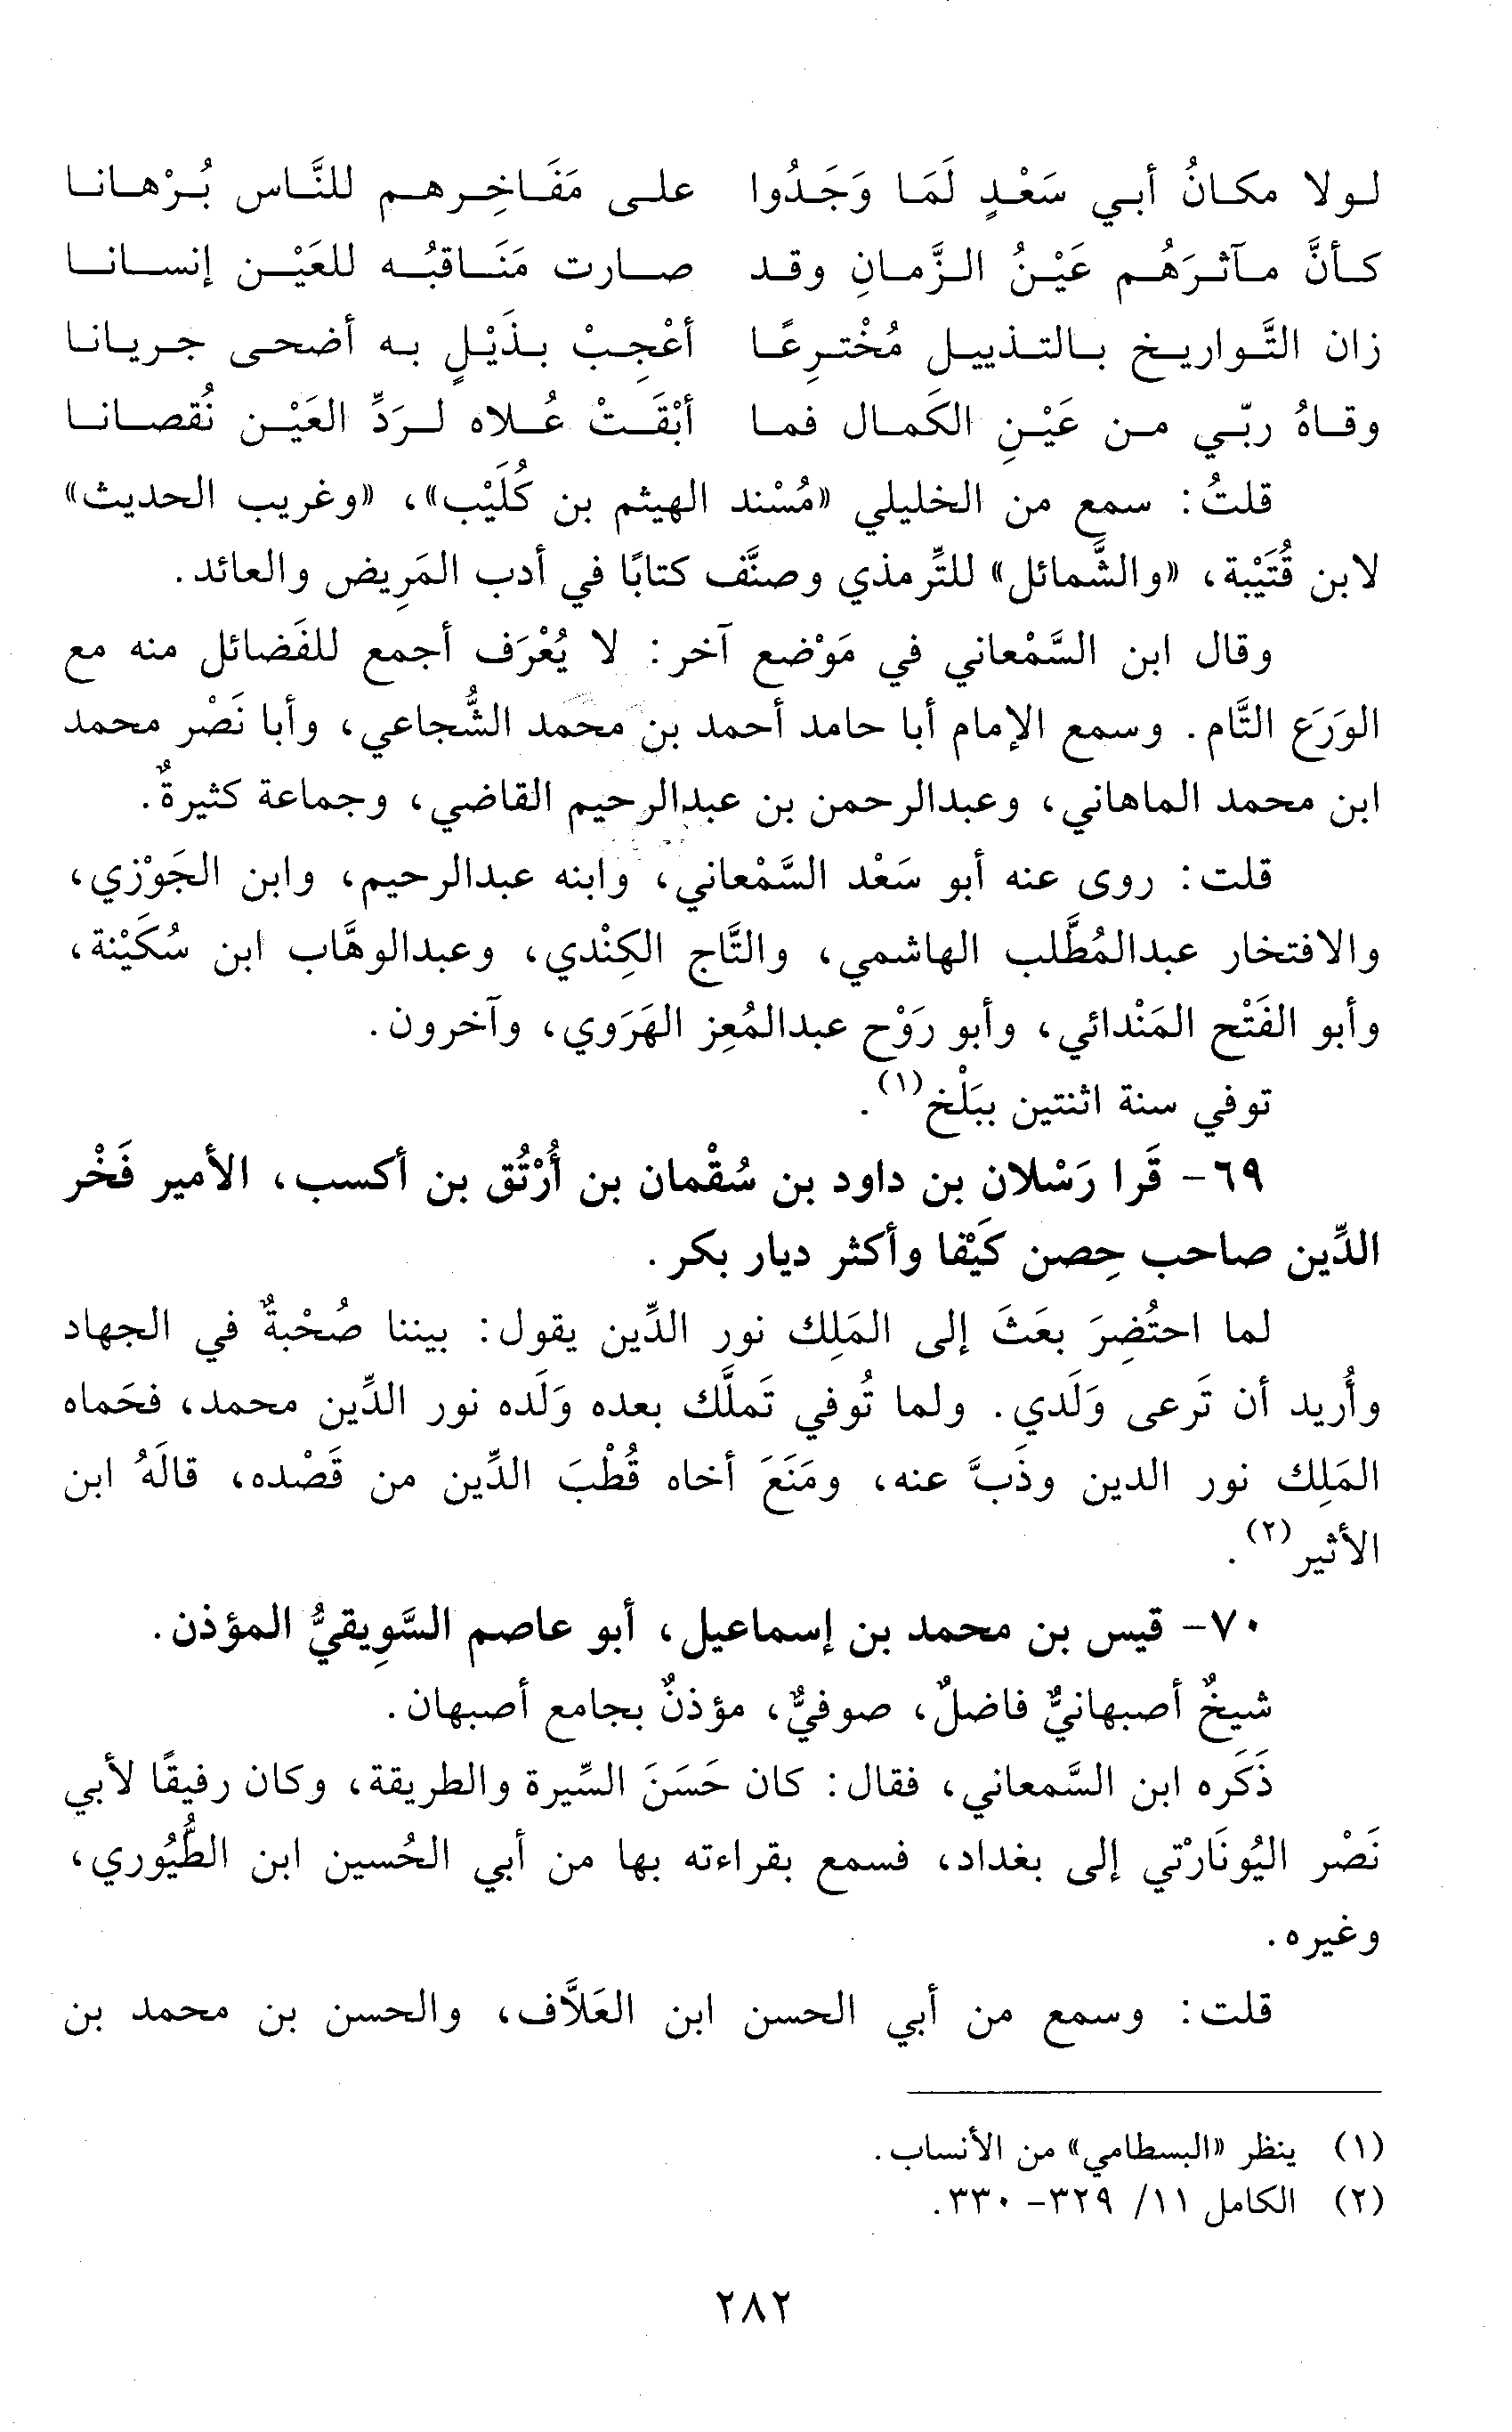 لولا مكانُ أبي سَعْدٍ لَمَا وَجَدُوا على مَفَاخِرهم للنَّاس بُرْهانا
كأنَّ مآثرَهُم عَيْنُ الزَّمانِ وقد صارت مَنَاقبُه للعَيْن إنسانا
زان التَّواريخ بالتذييل مُخْترِعًا أعْجِبْ بذَيْلٍ به أضحى جريانا
وقاهُ ربّي من عَيْنِ الكَمال فما أبْقَتْ عُلاه لرَدِّ العَيْن نُقصانا
قلتُ: سمع من الخليلي «مُسْند الهيثم بن كُلَيْب»، «وغريب الحديث»
لابن قُتَيْبة، «والشَّمائل» للتِّرمذي وصنَّف كتابًا في أدب المَرِيض والعائد.
وقال ابن السَّمْعاني في مَوْضع آخر: لا يُعْرَف أجمع للفَضائل منه مع
الوَرَع التَّام. وسمع الإمام أبا حامد أحمد بن محمد الشُّجاعي، وأبا نَصْر محمد
ابن محمد الماهاني، وعبدالرحمن بن عبدالرحيم القاضي، وجماعة كثيرةٌ.
قلت: روى عنه أبو سَعْد السَّمْعاني، وابنه عبدالرحيم، وابن الجَوْزي،
والافتخار عبدالمُطَّلب الهاشمي، والتَّاج الكِنْدي، وعبدالوهَّاب ابن سُكَيْنة،
وأبو الفَتْح المَنْدائي، وأبو رَوْح عبدالمُعِز الهَرَوي، وآخرون.
توفي سنة اثنتين ببَلْخ(١).
٦٩- قَرا رَسْلان بن داود بن سُقْمان بن أُرْتُق بن أكسب، الأمير فَخْر
الدِّين صاحب حِصن كَيْفا وأكثر ديار بكر.
لما احتُضِرَ بعَثَ إلى المَلِك نور الدِّين يقول: بيننا صُحْبةٌ في الجهاد
وأُريد أن تَرعى وَلَدي. ولما تُوفي تَملَّك بعده وَلَده نور الدِّين محمد، فحَماه
المَلِك نور الدين وذَبَّ عنه، ومَنَعَ أخاه قُطْبَ الدِّين من قَصْده، قالَهُ ابن
الأثير(٢).
٧٠- قيس بن محمد بن إسماعيل، أبو عاصم السَّوِيقيُّ المؤذن.
شيخٌ أصبهانيٌّ فاضلٌ، صوفيٌّ، مؤذنٌ بجامع أصبهان.
ذَكَره ابن السَّمعاني، فقال: كان حَسَنَ السِّيرة والطريقة، وكان رفيقًا لأبي
نَصْر اليُونَارْتي إلى بغداد، فسمع بقراءته بها من أبي الحُسين ابن الطُّيُوري،
وغيره.
قلت: وسمع من أبي الحسن ابن العَلاَّف، والحسن بن محمد بن
(١) ينظر «البسطامي» من الأنساب.
(٢) الكامل ١١/ ٣٢٩- ٣٣٠.
٢٨٢